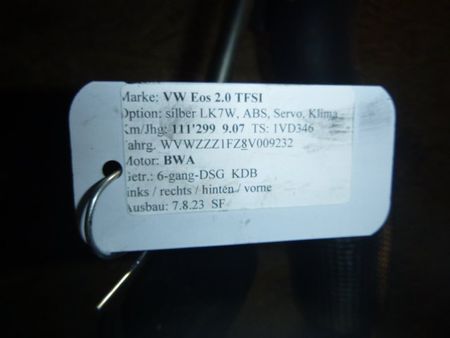 Marke: VW Eos 2.0 TFSI
Option: silber LK7W, ABS, Servo, Klima
Km/Jhg: 111'299 9.07 TS: 1VD346
Fahrg. WVWZZZ1FZ8V009232
Motor: BWA
Getr.: 6-gang-DSG KDB
links / rechts / hinten / vorne
Ausbau: 7.8.23 SF